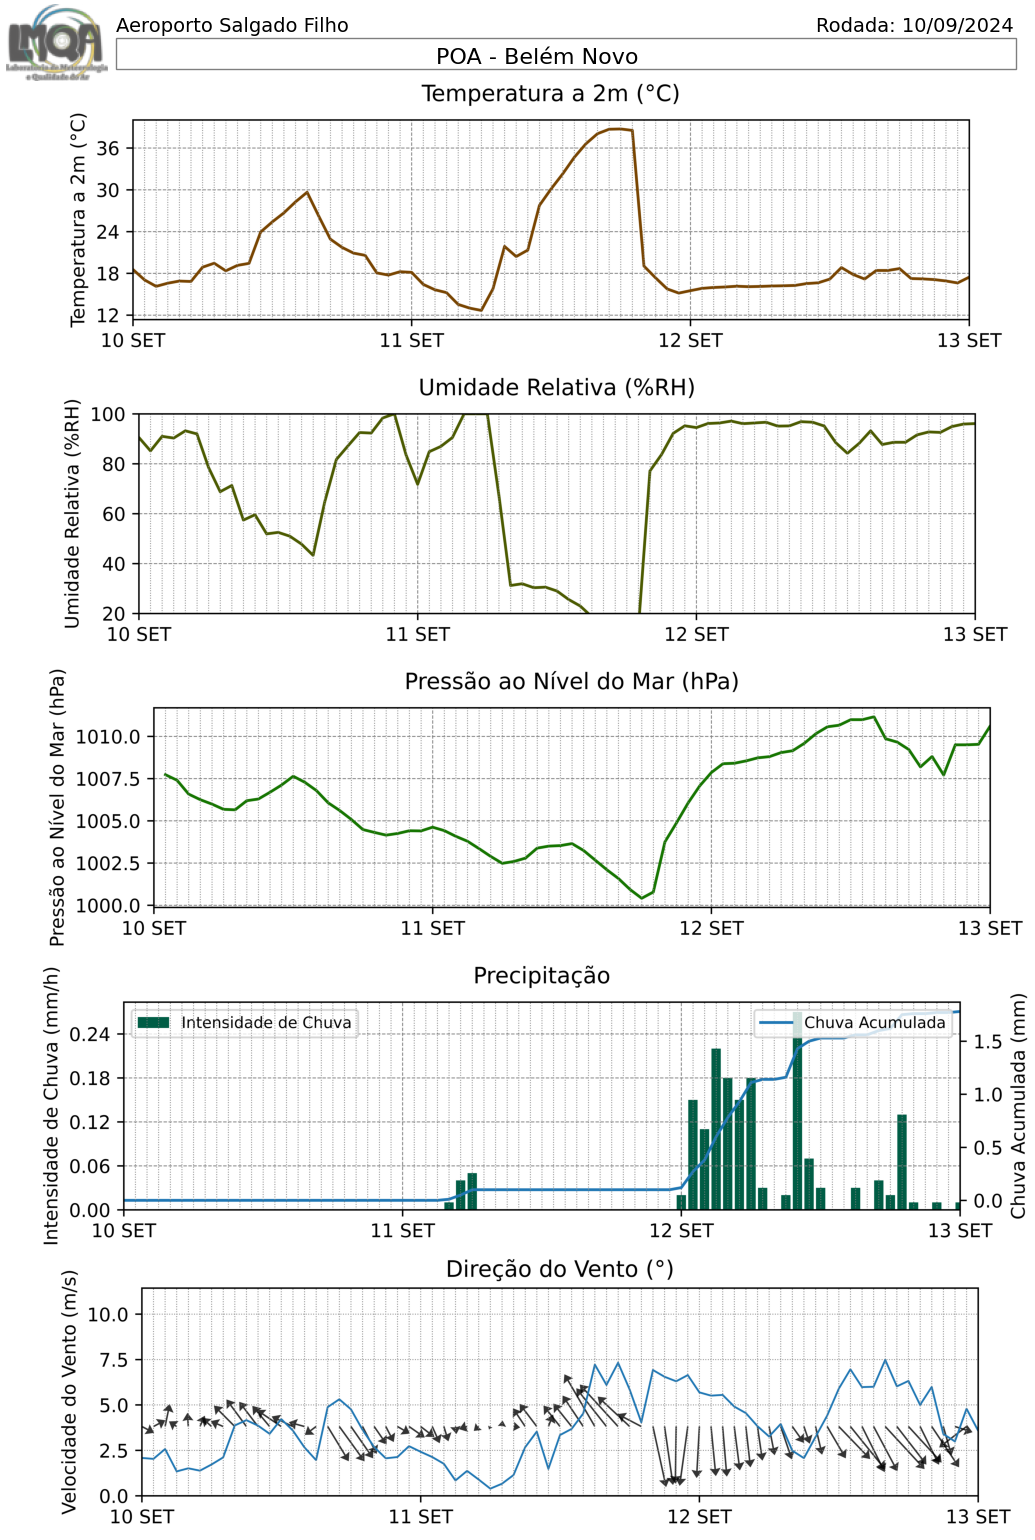 LMQA
Laboratório de Meteorologia
e Qualidade do Ar
Aeroporto Salgado Filho
Rodada: 10/09/2024
POA - Belém Novo
Temperatura a 2m (°C)
Temperatura a 2m (°C)
36
30
24
18
12
10 SET 11 SET 12 SET 13 SET
Umidade Relativa (%RH)
Umidade Relativa (%RH)
100
80
60
40
20
10 SET 11 SET 12 SET 13 SET
Pressão ao Nível do Mar (hPa)
Pressão ao Nível do Mar (hPa)
1010.0
1007.5
1005.0
1002.5
1000.0
10 SET 11 SET 12 SET 13 SET
Precipitação
Intensidade de Chuva (mm/h)
0.24
0.18
0.12
0.06
0.00
Intensidade de Chuva
Chuva Acumulada
1.5
1.0
0.5
0.0
Chuva Acumulada (mm)
10 SET 11 SET 12 SET 13 SET
Direção do Vento (°)
Velocidade do Vento (m/s)
10.0
7.5
5.0
2.5
0.0
10 SET 11 SET 12 SET 13 SET